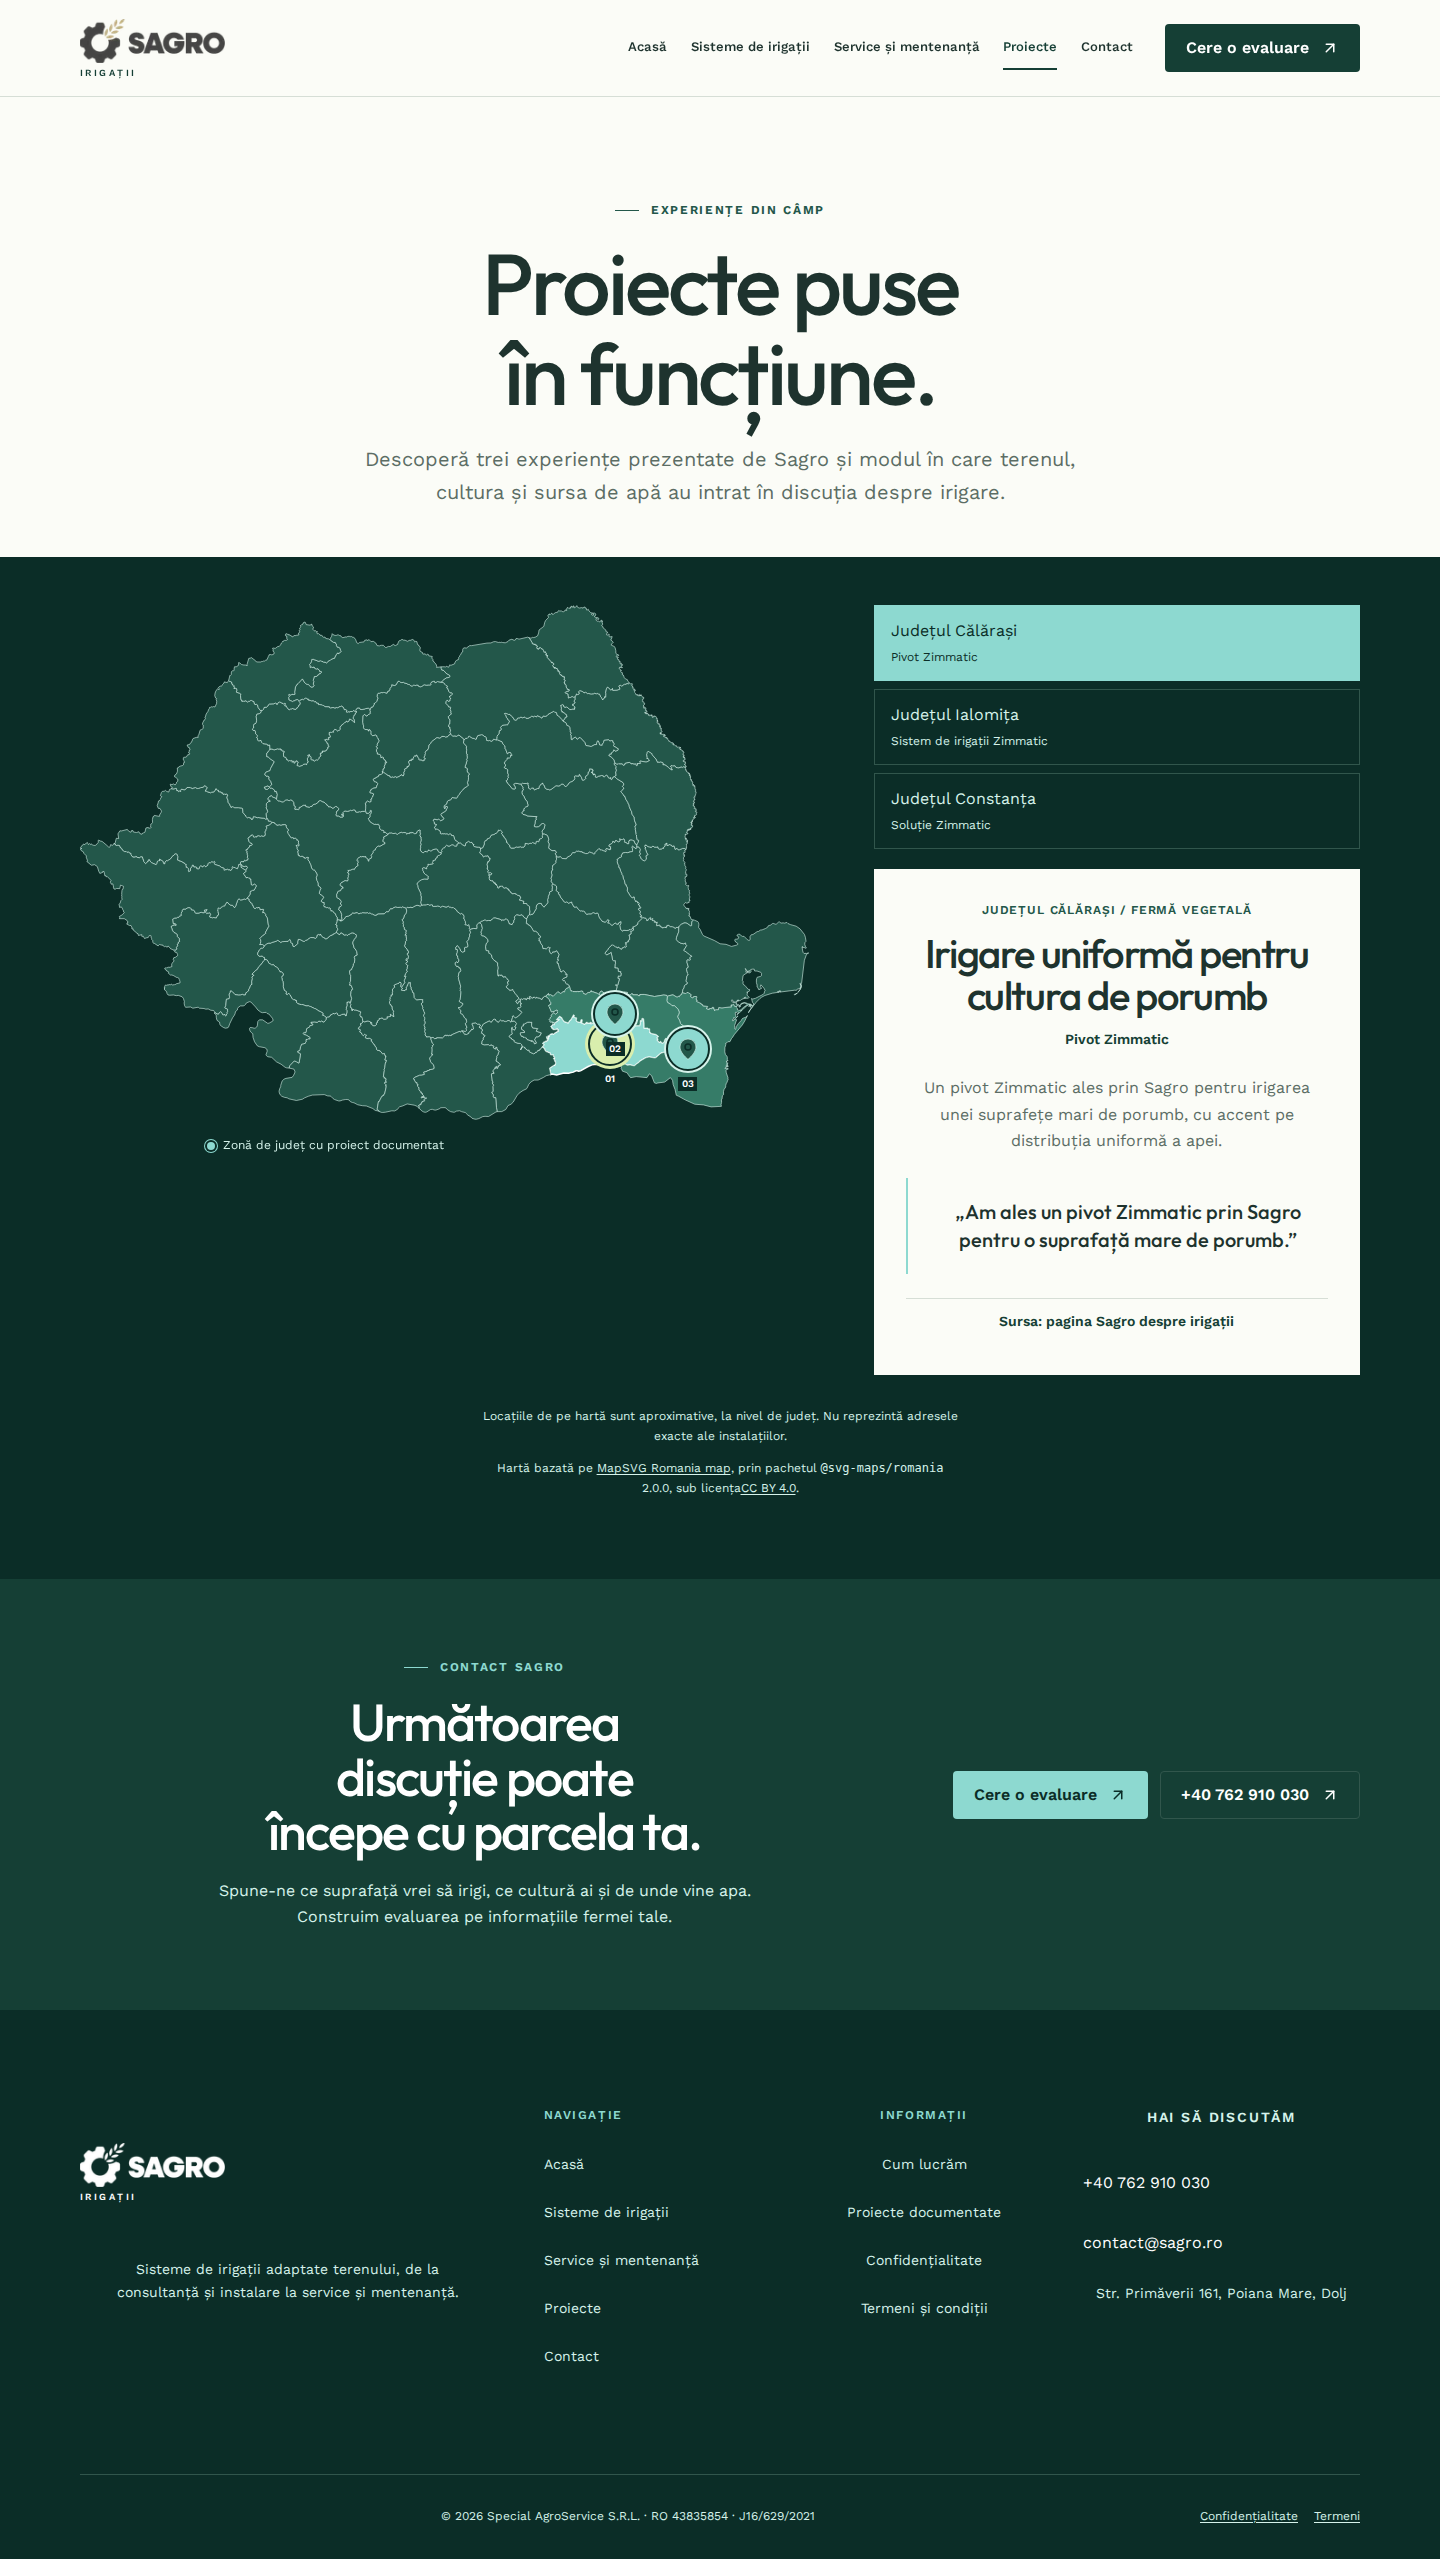 SAGRO
IRIGAȚII
Acasă
Sisteme de irigații
Service și mentenanță
Proiecte
Contact
Cere o evaluare
EXPERIENȚE DIN CÂMP
Proiecte puse
în funcțiune.
Descoperă trei experiențe prezentate de Sagro și modul în care terenul,
cultura și sursa de apă au intrat în discuția despre irigare.
02
01
03
Zonă de județ cu proiect documentat
Județul Călărași
Pivot Zimmatic
Județul Ialomița
Sistem de irigații Zimmatic
Județul Constanța
Soluție Zimmatic
JUDEȚUL CĂLĂRAȘI / FERMĂ VEGETALĂ
Irigare uniformă pentru
cultura de porumb
Pivot Zimmatic
Un pivot Zimmatic ales prin Sagro pentru irigarea
unei suprafețe mari de porumb, cu accent pe
distribuția uniformă a apei.
„Am ales un pivot Zimmatic prin Sagro
pentru o suprafață mare de porumb.”
Sursa: pagina Sagro despre irigații
Locațiile de pe hartă sunt aproximative, la nivel de județ. Nu reprezintă adresele
exacte ale instalațiilor.
Hartă bazată pe MapSVG Romania map, prin pachetul @svg-maps/romania
2.0.0, sub licențaCC BY 4.0.
CONTACT SAGRO
Următoarea
discuție poate
începe cu parcela ta.
Spune-ne ce suprafață vrei să irigi, ce cultură ai și de unde vine apa.
Construim evaluarea pe informațiile fermei tale.
Cere o evaluare
+40 762 910 030
SAGRO
IRIGAȚII
Sisteme de irigații adaptate terenului, de la
consultanță și instalare la service și mentenanță.
NAVIGAȚIE
Acasă
Sisteme de irigații
Service și mentenanță
Proiecte
Contact
INFORMAȚII
Cum lucrăm
Proiecte documentate
Confidențialitate
Termeni și condiții
HAI SĂ DISCUTĂM
+40 762 910 030
contact@sagro.ro
Str. Primăverii 161, Poiana Mare, Dolj
© 2026 Special AgroService S.R.L. · RO 43835854 · J16/629/2021
Confidențialitate
Termeni